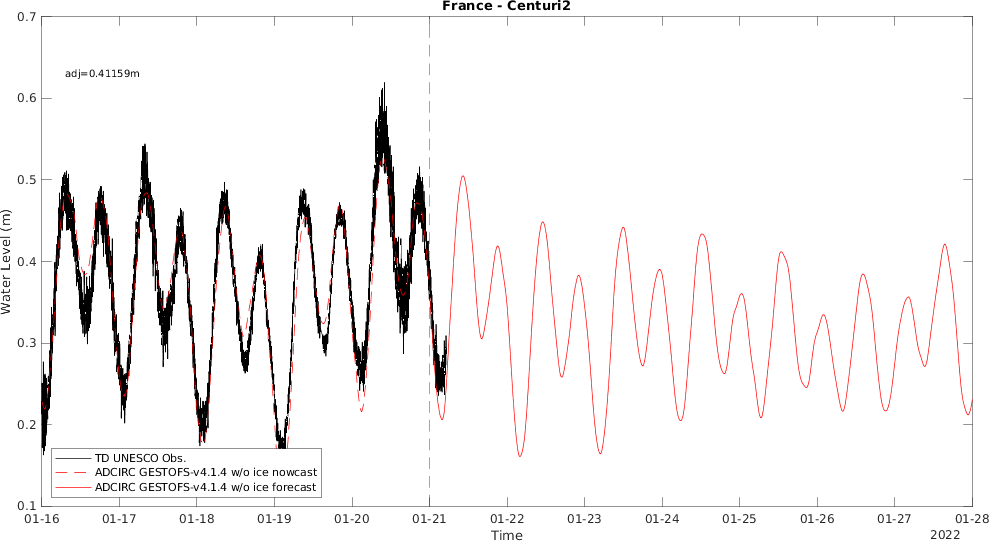 France - Centuri2
adj=0.41159m
Water Level (m)
0.7
0.6
0.5
0.4
0.3
0.2
0.1
TD UNESCO Obs.
ADCIRC GESTOFS-v4.1.4 w/o ice nowcast
ADCIRC GESTOFS-v4.1.4 w/o ice forecast
01-16 01-17 01-18 01-19 01-20 01-21 01-22 01-23 01-24 01-25 01-26 01-27 01-28
Time
2022